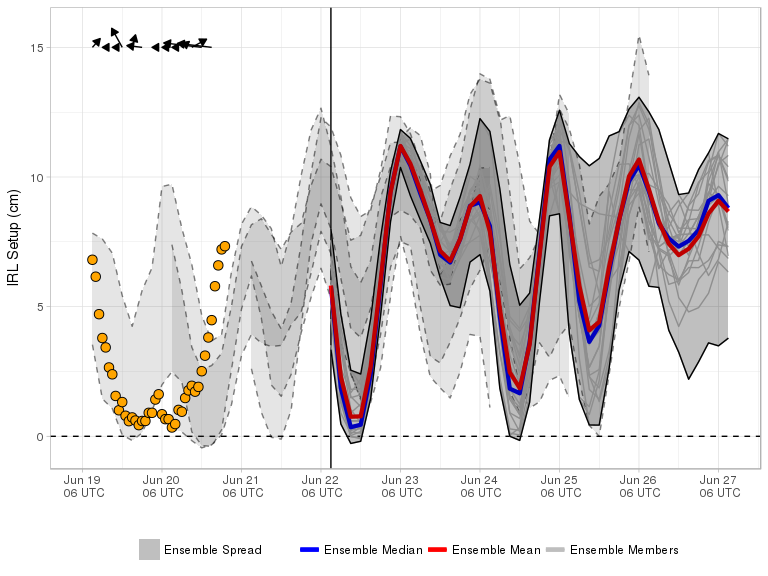 15
10
5
0
IRL Setup (cm)
Jun 19 Jun 20 Jun 21 Jun 22 Jun 23 Jun 24 Jun 25 Jun 26 Jun 27
06 UTC 06 UTC 06 UTC 06 UTC 06 UTC 06 UTC 06 UTC 06 UTC 06 UTC
Ensemble Spread Ensemble Median Ensemble Mean Ensemble Members